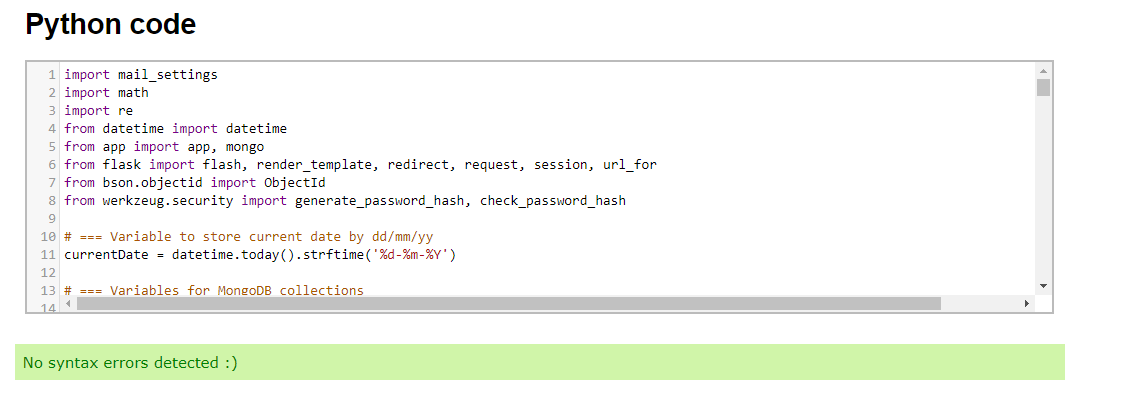 Python code
1 import mail_settings
2 import math
3 import re
4 from datetime import datetime
5 from app import app, mongo
6 from flask import flash, render_template, redirect, request, session, url_for
7 from bson.objectid import ObjectId
8 from werkzeug.security import generate_password_hash, check_password_hash
9
10 # === Variable to store current date by dd/mm/yy
11 currentDate = datetime.today().strftime('%d-%m-%Y')
12
13 # === Variables for MongoDB collections
14
No syntax errors detected :)